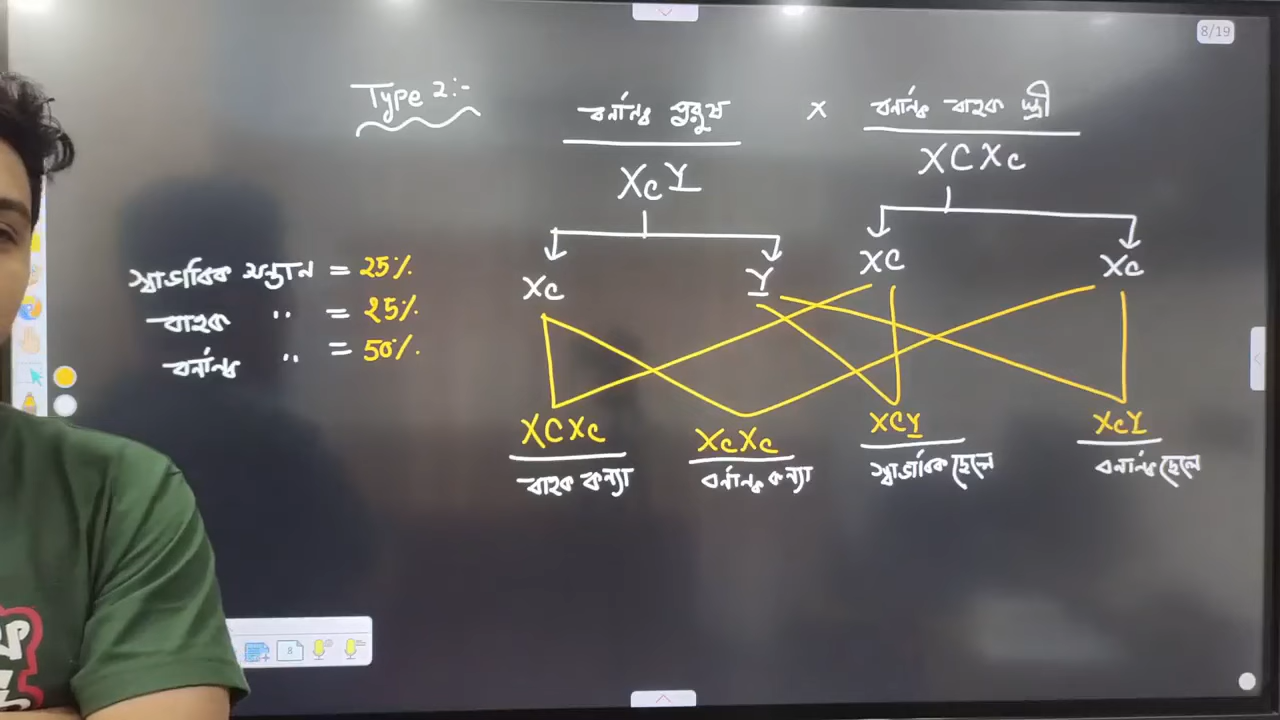 8/19
Type 2:-
বর্ণান্ধ পুরুষ × বর্ণান্ধ বাহক স্ত্রী
XcY XCXc
Xc Y XC Xc
স্বাভাবিক সন্তান = 25%
বাহক " = 25%
বর্ণান্ধ " = 50%
XCXc XcXc XCY XcY
বাহক কন্যা বর্ণান্ধ কন্যা স্বাভাবিক ছেলে বর্ণান্ধ ছেলে
8